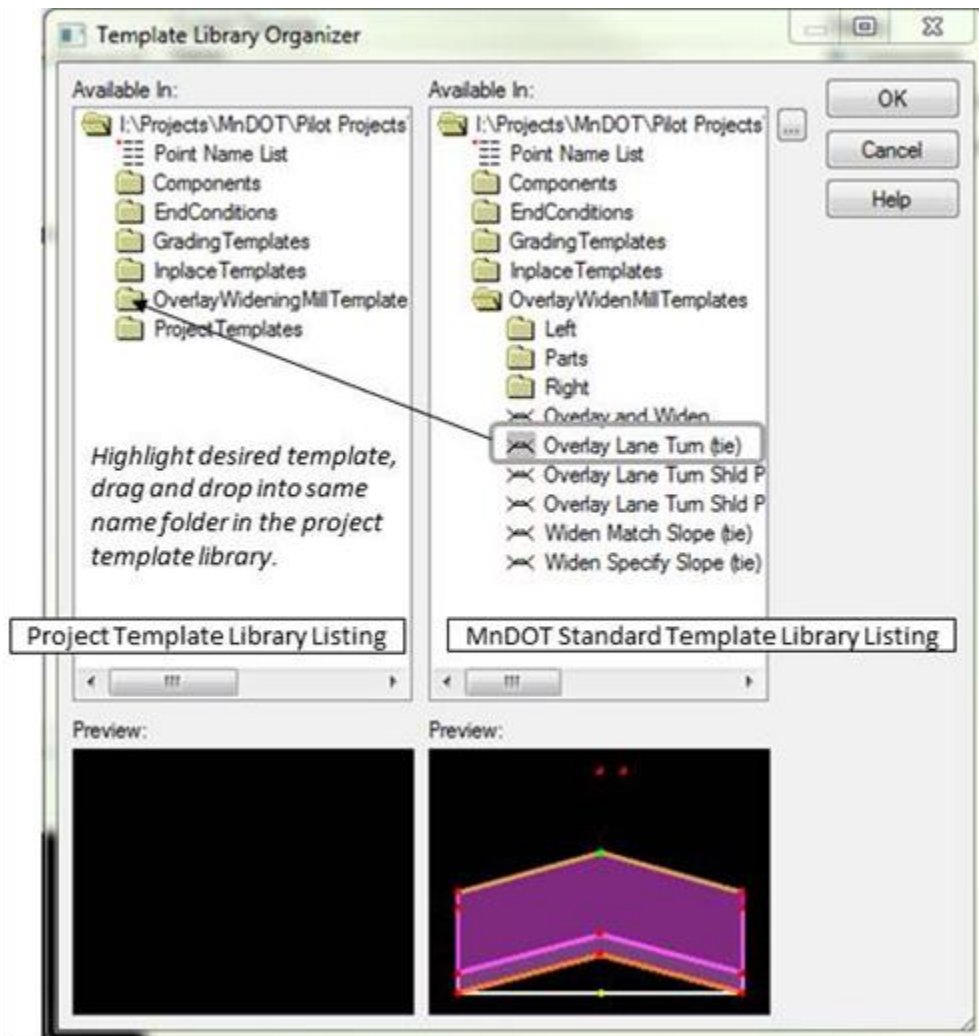 Template Library Organizer
Available In:
I:\Projects\MnDOT\Pilot Projects
Point Name List
Components
EndConditions
GradingTemplates
InplaceTemplates
OverlayWideningMillTemplate
ProjectTemplates
Highlight desired template,
drag and drop into same
name folder in the project
template library.
Project Template Library Listing
Available In:
I:\Projects\MnDOT\Pilot Projects
Point Name List
Components
EndConditions
GradingTemplates
InplaceTemplates
OverlayWidenMillTemplates
Left
Parts
Right
Overlay and Widen
Overlay Lane Turn (tie)
Overlay Lane Turn Shld P
Overlay Lane Turn Shld P
Widen Match Slope (tie)
Widen Specify Slope (tie)
MnDOT Standard Template Library Listing
...
OK
Cancel
Help
Preview:
Preview: